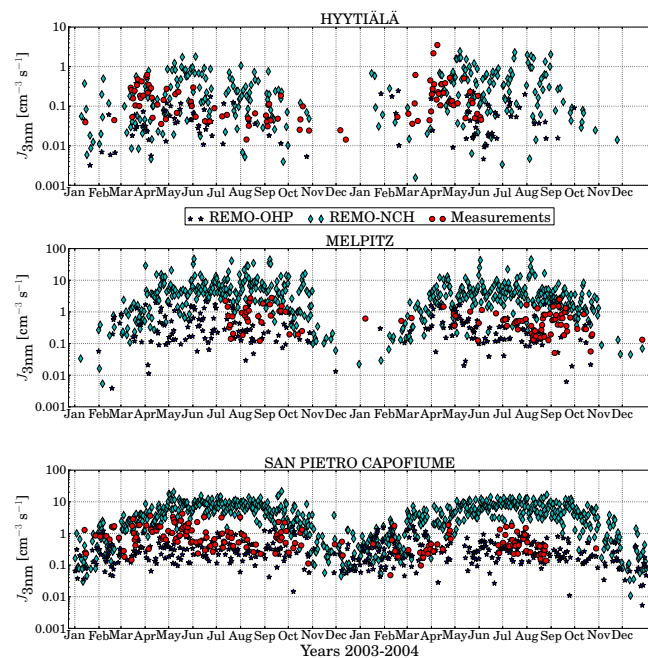 HYYTIÄLÄ
10
1
0.1
0.01
0.001
J3nm [cm⁻³ s⁻¹]
Jan Feb Mar Apr May Jun Jul Aug Sep Oct Nov Dec Jan Feb Mar Apr May Jun Jul Aug Sep Oct Nov Dec
REMO-OHP REMO-NCH Measurements
MELPITZ
100
10
1
0.1
0.01
0.001
J3nm [cm⁻³ s⁻¹]
Jan Feb Mar Apr May Jun Jul Aug Sep Oct Nov Dec Jan Feb Mar Apr May Jun Jul Aug Sep Oct Nov Dec
SAN PIETRO CAPOFIUME
100
10
1
0.1
0.01
0.001
J3nm [cm⁻³ s⁻¹]
Jan Feb Mar Apr May Jun Jul Aug Sep Oct Nov Dec Jan Feb Mar Apr May Jun Jul Aug Sep Oct Nov Dec
Years 2003-2004